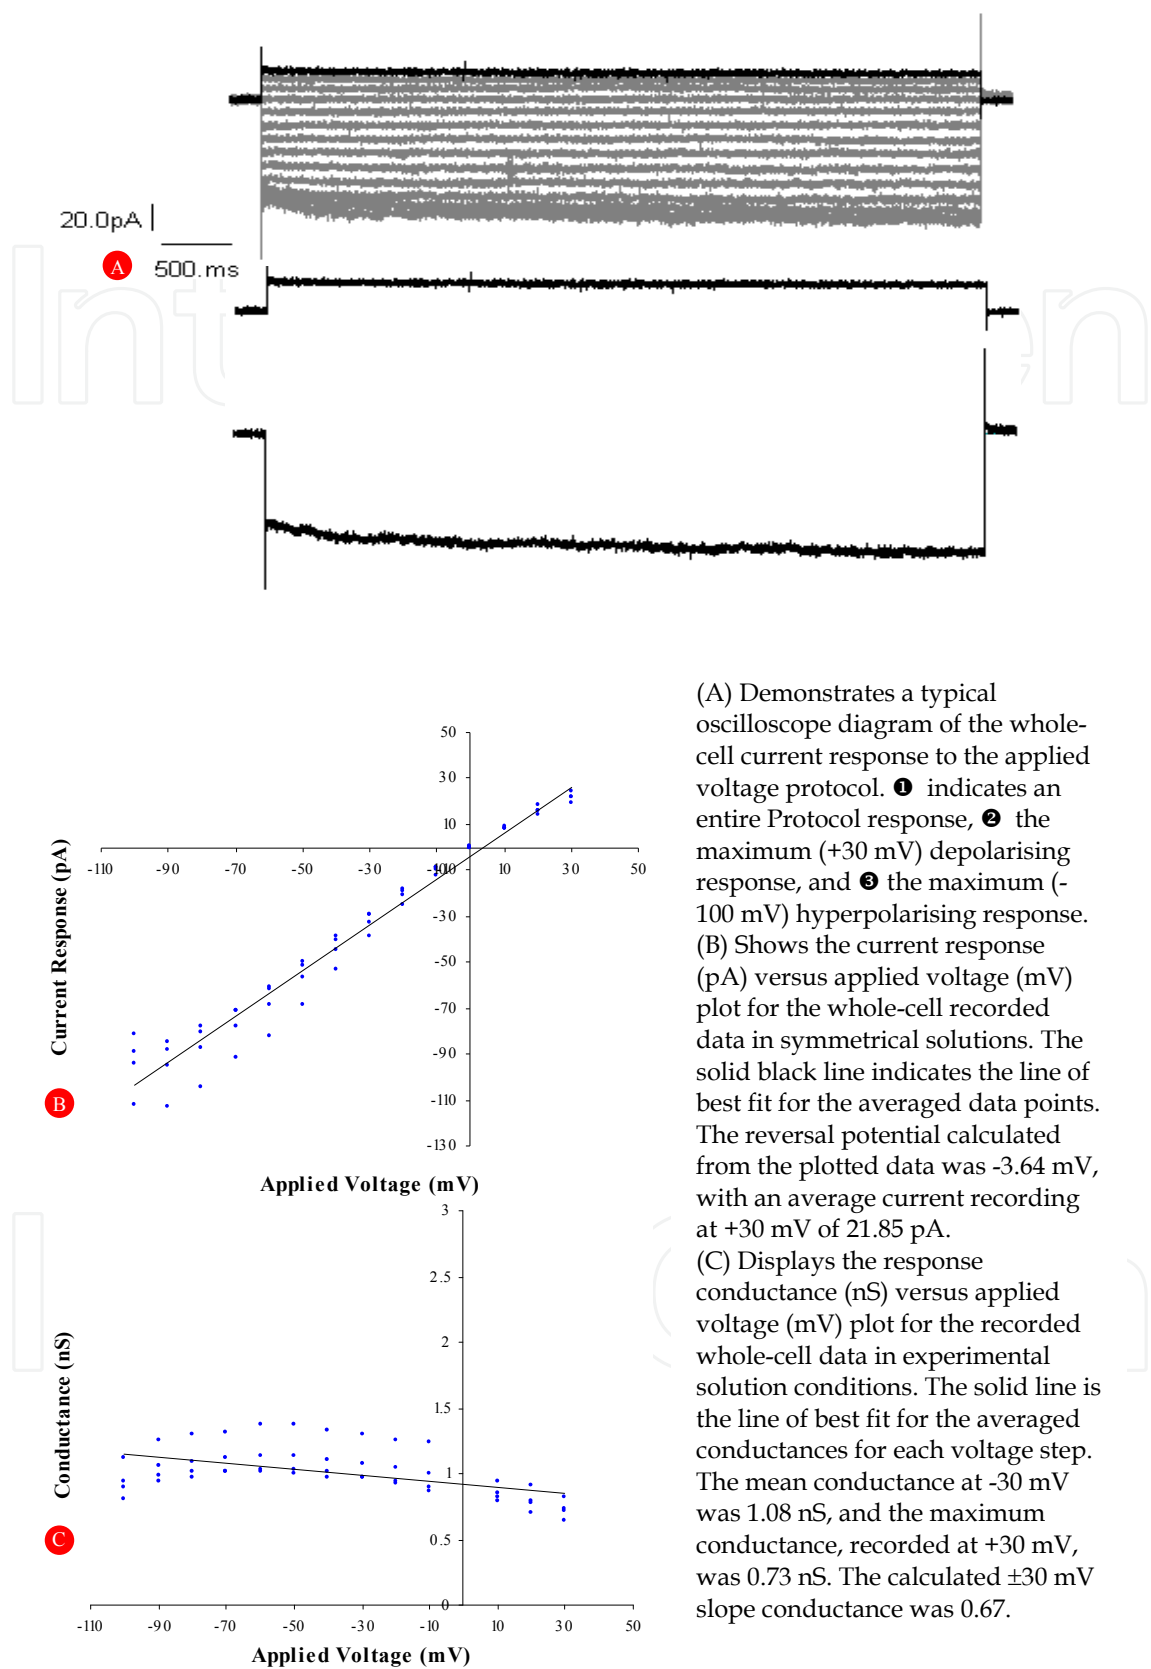 20.0pA
A
500.ms
(A) Demonstrates a typical
oscilloscope diagram of the whole-
cell current response to the applied
voltage protocol. ❶ indicates an
entire Protocol response, ❷ the
maximum (+30 mV) depolarising
response, and ❸ the maximum (-
100 mV) hyperpolarising response.
(B) Shows the current response
(pA) versus applied voltage (mV)
plot for the whole-cell recorded
data in symmetrical solutions. The
solid black line indicates the line of
best fit for the averaged data points.
The reversal potential calculated
from the plotted data was -3.64 mV,
with an average current recording
at +30 mV of 21.85 pA.
(C) Displays the response
conductance (nS) versus applied
voltage (mV) plot for the recorded
whole-cell data in experimental
solution conditions. The solid line is
the line of best fit for the averaged
conductances for each voltage step.
The mean conductance at -30 mV
was 1.08 nS, and the maximum
conductance, recorded at +30 mV,
was 0.73 nS. The calculated ±30 mV
slope conductance was 0.67.
50
30
10
-110 -90 -70 -50 -30 -10 10 30 50
-30
-50
-70
-90
-110
-130
Current Response (pA)
B
Applied Voltage (mV)
3
2.5
2
1.5
1
0.5
0
-110 -90 -70 -50 -30 -10 10 30 50
Conductance (nS)
C
Applied Voltage (mV)